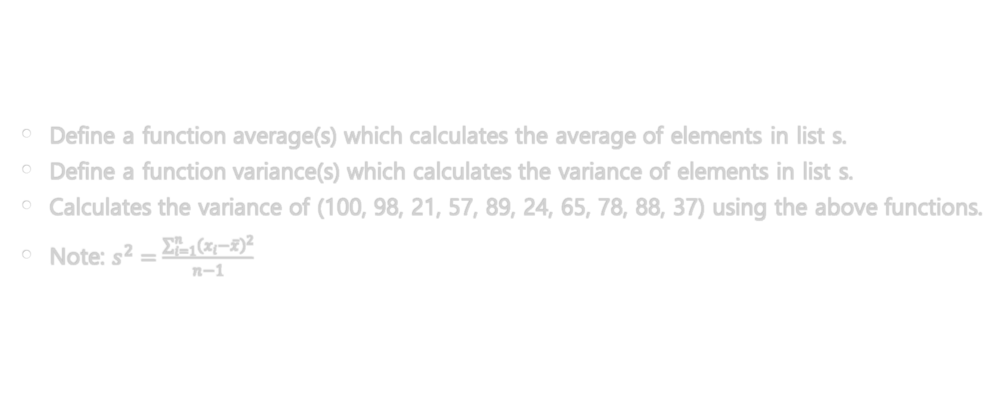 ○ Define a function average(s) which calculates the average of elements in list s.
○ Define a function variance(s) which calculates the variance of elements in list s.
○ Calculates the variance of (100, 98, 21, 57, 89, 24, 65, 78, 88, 37) using the above functions.
○ Note: $s^2 = \frac{\sum_{i=1}^{n}(x_i-\bar{x})^2}{n-1}$